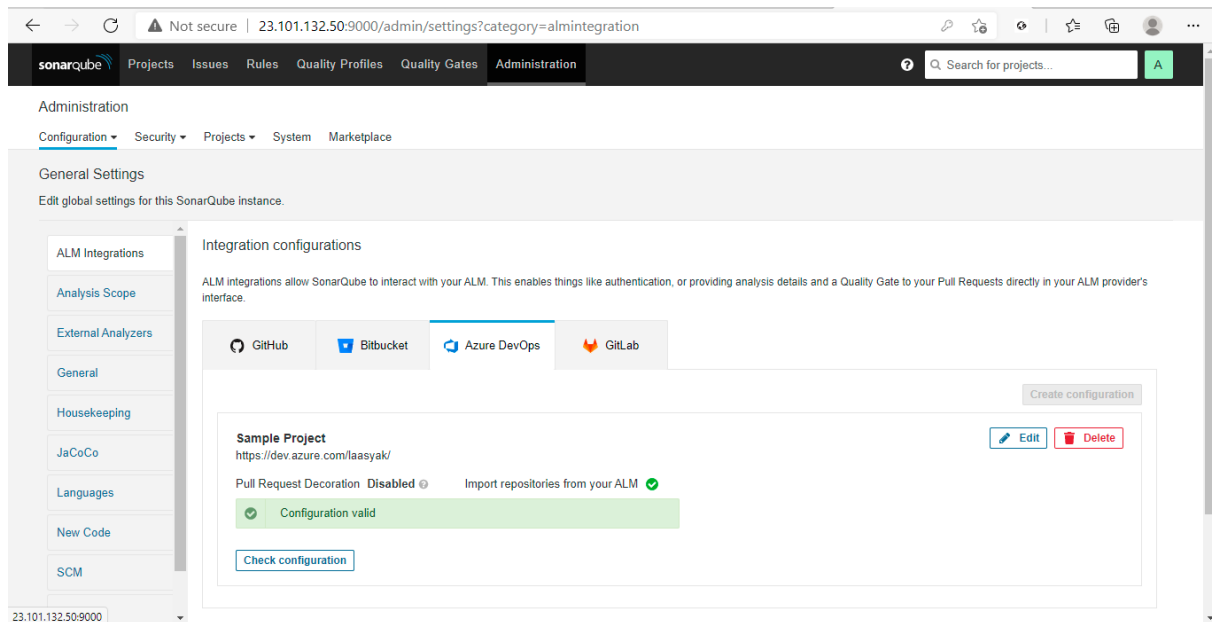 Not secure | 23.101.132.50:9000/admin/settings?category=almintegration
sonarqube Projects Issues Rules Quality Profiles Quality Gates Administration ? Search for projects... A
Administration
Configuration Security Projects System Marketplace
General Settings
Edit global settings for this SonarQube instance.
ALM Integrations
Analysis Scope
External Analyzers
General
Housekeeping
JaCoCo
Languages
New Code
SCM
Integration configurations
ALM integrations allow SonarQube to interact with your ALM. This enables things like authentication, or providing analysis details and a Quality Gate to your Pull Requests directly in your ALM provider's
interface.
GitHub Bitbucket Azure DevOps GitLab
Create configuration
Sample Project Edit Delete
https://dev.azure.com/laasyak/
Pull Request Decoration Disabled ? Import repositories from your ALM
Configuration valid
Check configuration
23.101.132.50:9000